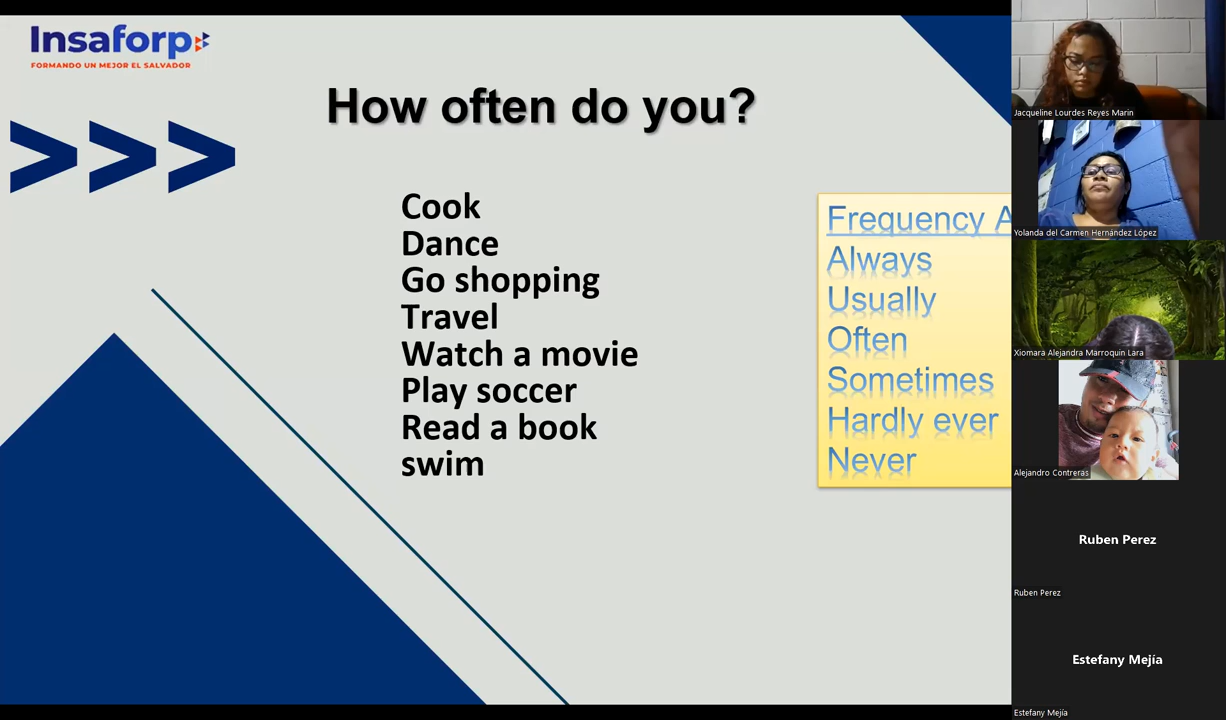 Insaforp
FORMANDO UN MEJOR EL SALVADOR
How often do you?
>>>
Cook
Dance
Go shopping
Travel
Watch a movie
Play soccer
Read a book
swim
Frequency A
Always
Usually
Often
Sometimes
Hardly ever
Never
Jacqueline Lourdes Reyes Marin
Yolanda del Carmen Hernández López
Xiomara Alejandra Marroquin Lara
Alejandro Contreras
Ruben Perez
Ruben Perez
Estefany Mejía
Estefany Mejía